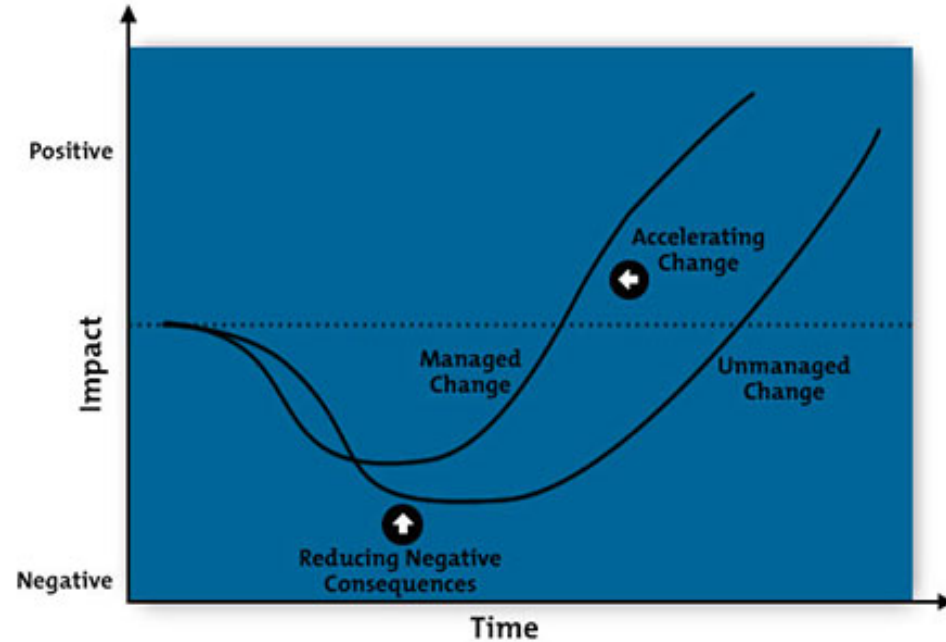 Positive
Accelerating
Change
Impact
Managed
Change
Unmanaged
Change
Reducing Negative
Consequences
Negative
Time